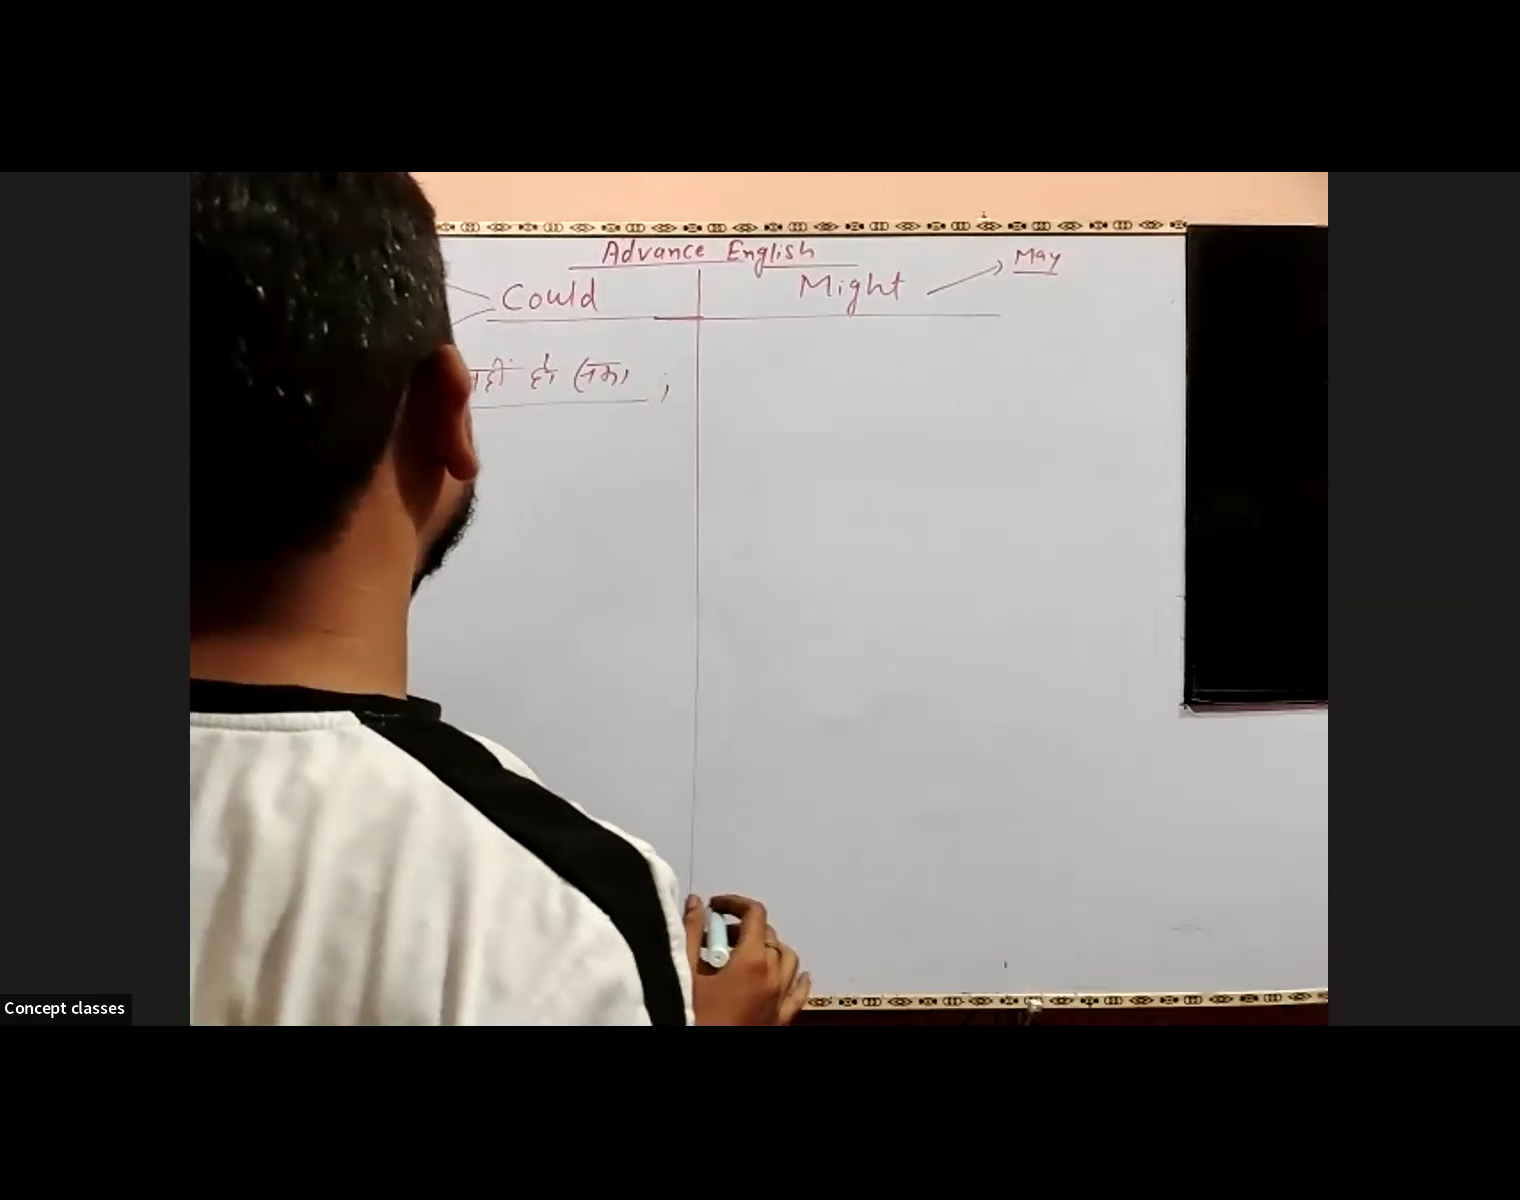 Advance English
Could Might May
नहीं हो सका ;
Concept classes